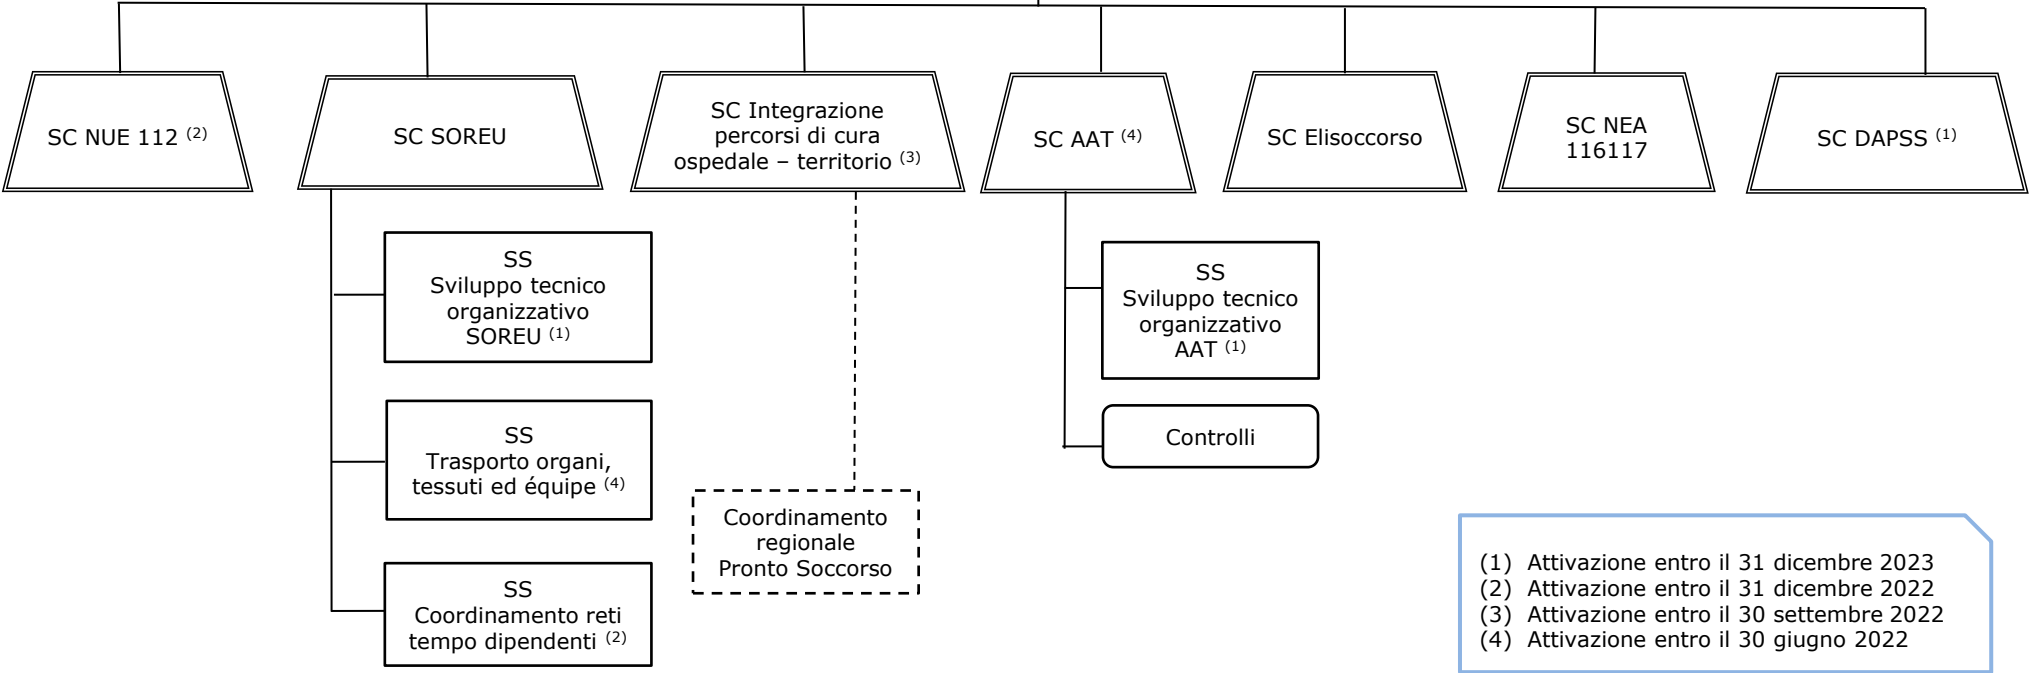 SC NUE 112 (2)
SC SOREU
SC Integrazione
percorsi di cura
ospedale – territorio (3)
SC AAT (4)
SC Elisoccorso
SC NEA
116117
SC DAPSS (1)
SS
Sviluppo tecnico
organizzativo
SOREU (1)
SS
Trasporto organi,
tessuti ed équipe (4)
SS
Coordinamento reti
tempo dipendenti (2)
Coordinamento
regionale
Pronto Soccorso
SS
Sviluppo tecnico
organizzativo
AAT (1)
Controlli
(1) Attivazione entro il 31 dicembre 2023
(2) Attivazione entro il 31 dicembre 2022
(3) Attivazione entro il 30 settembre 2022
(4) Attivazione entro il 30 giugno 2022